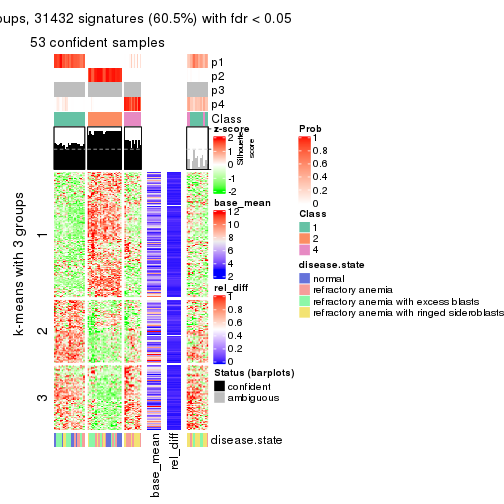 oups, 31432 signatures (60.5%) with fdr < 0.05
53 confident samples
p1
p2
p3
p4
Class
z-score
2
1
0
-1
-2
Silhouette
score
base_mean
12
10
8
6
4
2
rel_diff
1
0.8
0.6
0.4
0.2
0
Status (barplots)
confident
ambiguous
Prob
1
0.8
0.6
0.4
0.2
0
Class
1
2
4
disease.state
normal
refractory anemia
refractory anemia with excess blasts
refractory anemia with ringed sideroblasts
k-means with 3 groups
1
2
3
disease.state
base_mean
rel_diff